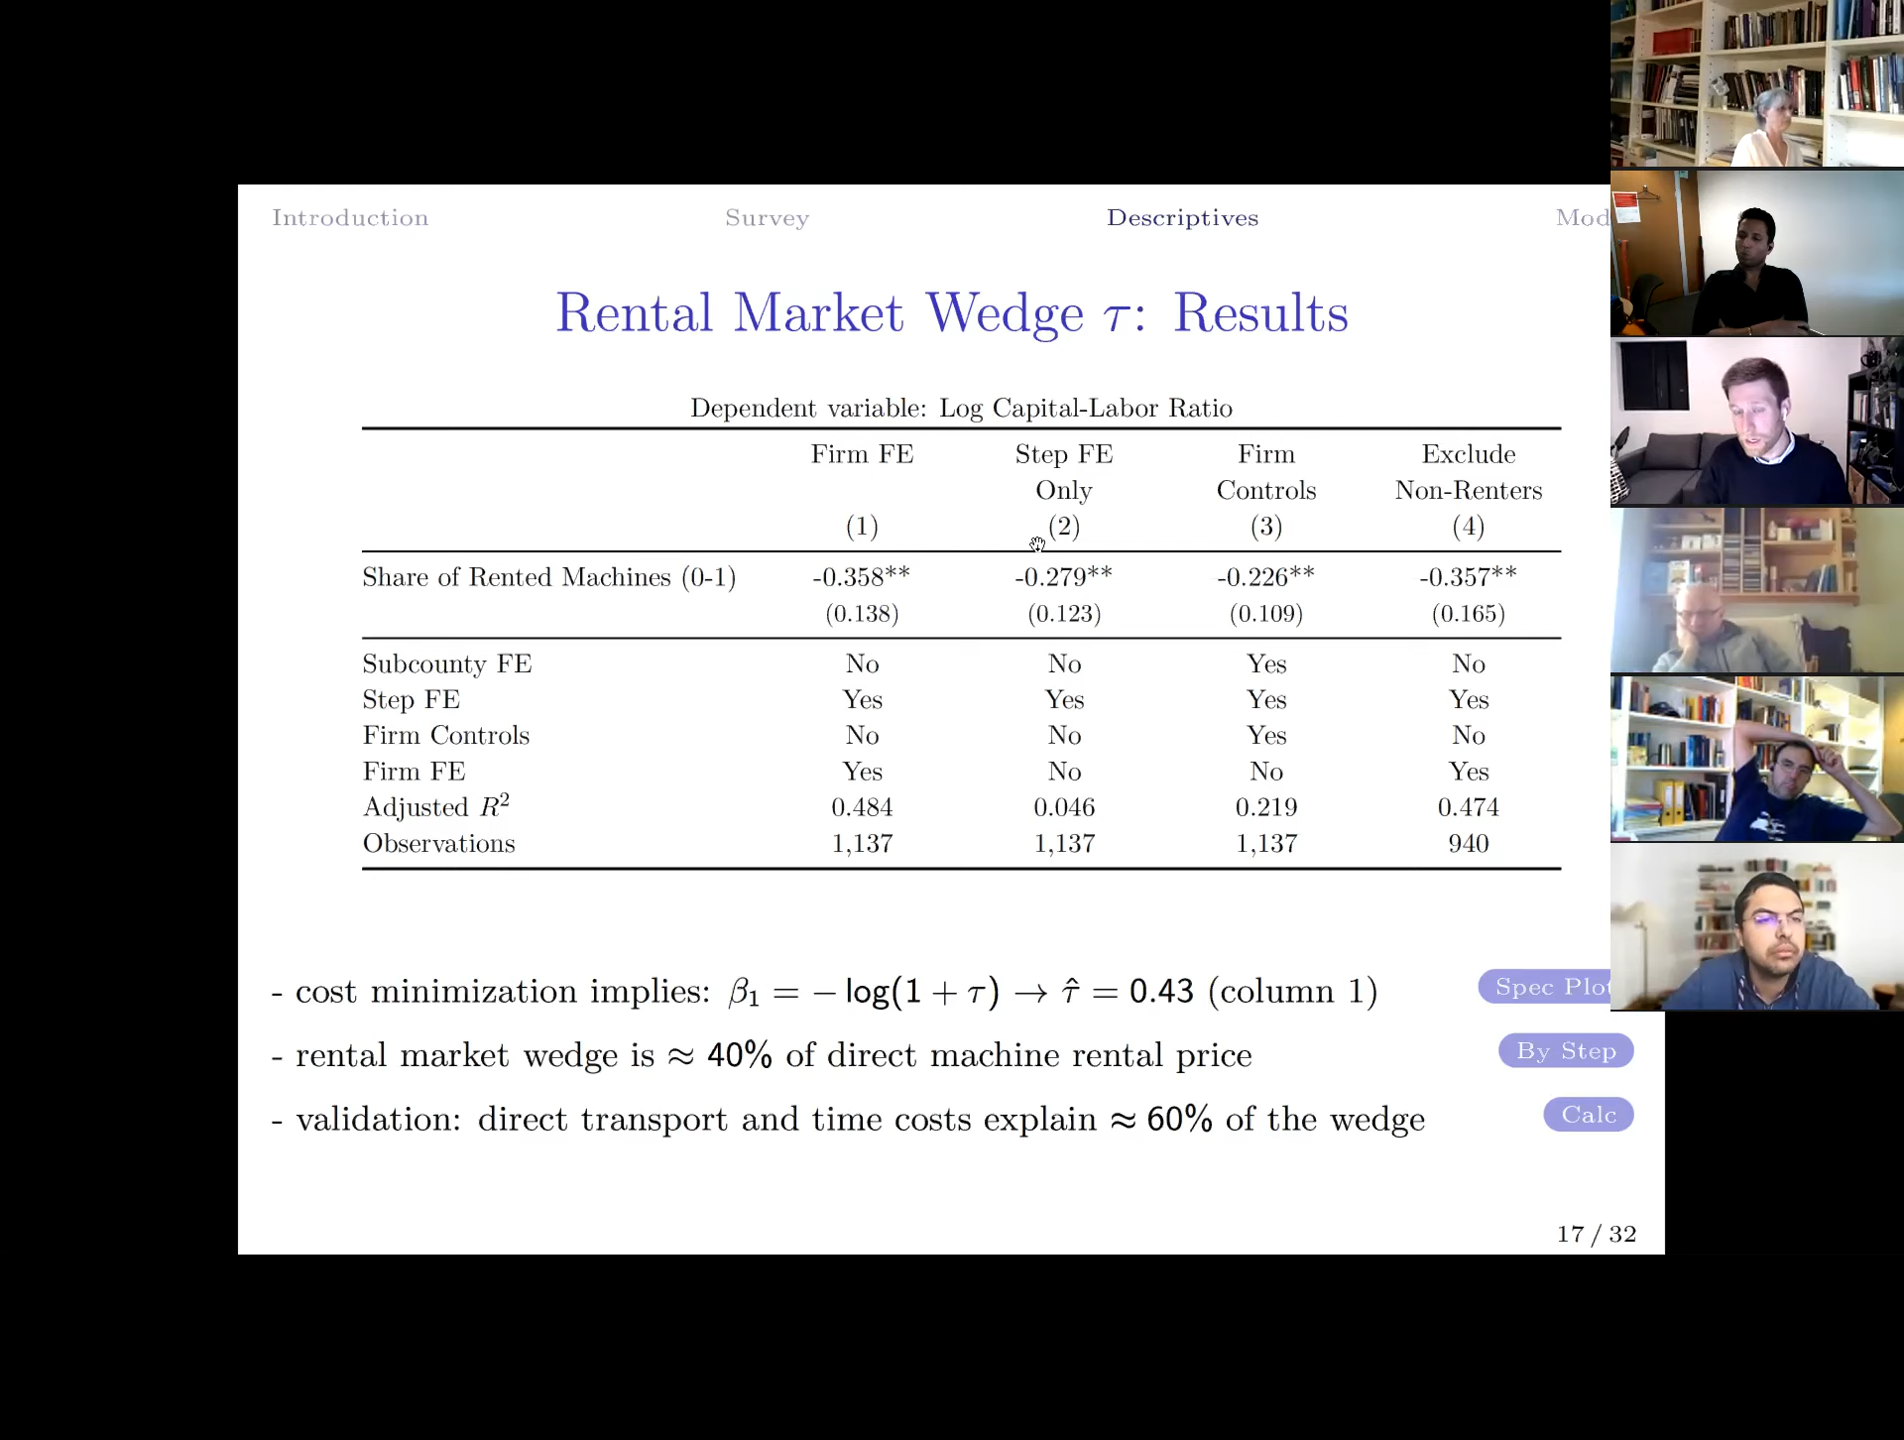 Introduction Survey Descriptives Mod
Rental Market Wedge τ: Results
Dependent variable: Log Capital-Labor Ratio
Firm FE Step FE Firm Exclude
Only Controls Non-Renters
(1) (2) (3) (4)
Share of Rented Machines (0-1) -0.358** -0.279** -0.226** -0.357**
(0.138) (0.123) (0.109) (0.165)
Subcounty FE No No Yes No
Step FE Yes Yes Yes Yes
Firm Controls No No Yes No
Firm FE Yes No No Yes
Adjusted R² 0.484 0.046 0.219 0.474
Observations 1,137 1,137 1,137 940
- cost minimization implies: β₁ = − log(1 + τ) → τ̂ = 0.43 (column 1) Spec Plot
- rental market wedge is ≈ 40% of direct machine rental price By Step
- validation: direct transport and time costs explain ≈ 60% of the wedge Calc
17 / 32